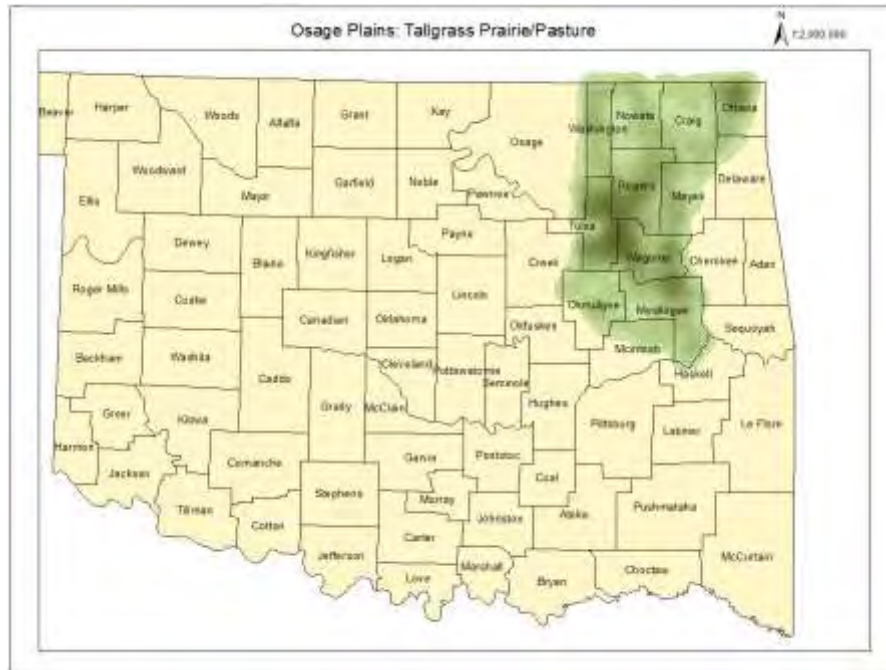 Osage Plains: Tallgrass Prairie/Pasture
N
1:2,000,000
Beaver
Harper
Woods
Alfalfa
Grant
Kay
Osage
Washington
Nowata
Craig
Ottawa
Ellis
Woodward
Major
Garfield
Noble
Pawnee
Rogers
Mayes
Delaware
Dewey
Blaine
Kingfisher
Logan
Payne
Creek
Tulsa
Wagoner
Cherokee
Adair
Roger Mills
Custer
Canadian
Oklahoma
Lincoln
Okfuskee
Okmulgee
Muskogee
Sequoyah
Beckham
Washita
Caddo
Grady
Cleveland
McClain
Pottawatomie
Seminole
Hughes
McIntosh
Haskell
Greer
Kiowa
Harmon
Jackson
Comanche
Garvin
Pontotoc
Pittsburg
Latimer
Le Flore
Tillman
Cotton
Stephens
Murray
Coal
Johnston
Atoka
Pushmataha
Jefferson
Carter
Love
Marshall
Bryan
Choctaw
McCurtain